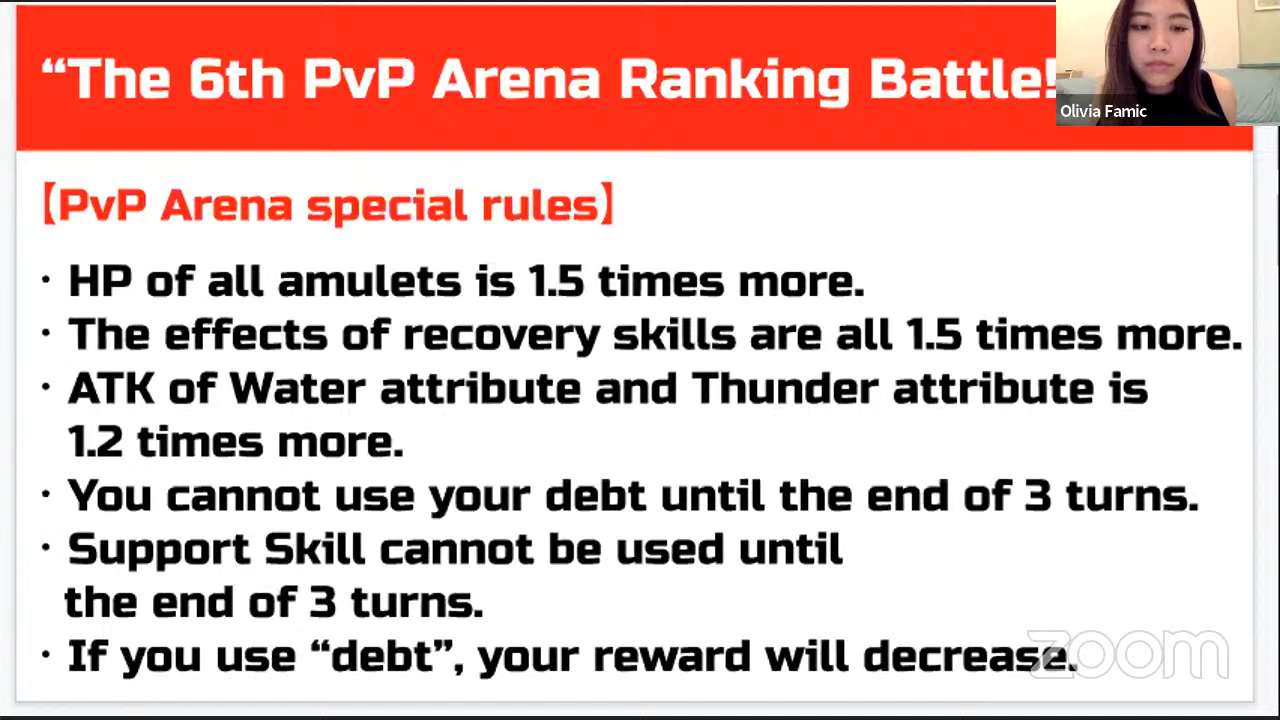 “The 6th PvP Arena Ranking Battle!
Olivia Famic
【PvP Arena special rules】
· HP of all amulets is 1.5 times more.
· The effects of recovery skills are all 1.5 times more.
· ATK of Water attribute and Thunder attribute is
1.2 times more.
· You cannot use your debt until the end of 3 turns.
· Support Skill cannot be used until
the end of 3 turns.
· If you use “debt”, your reward will decrease.
zoom